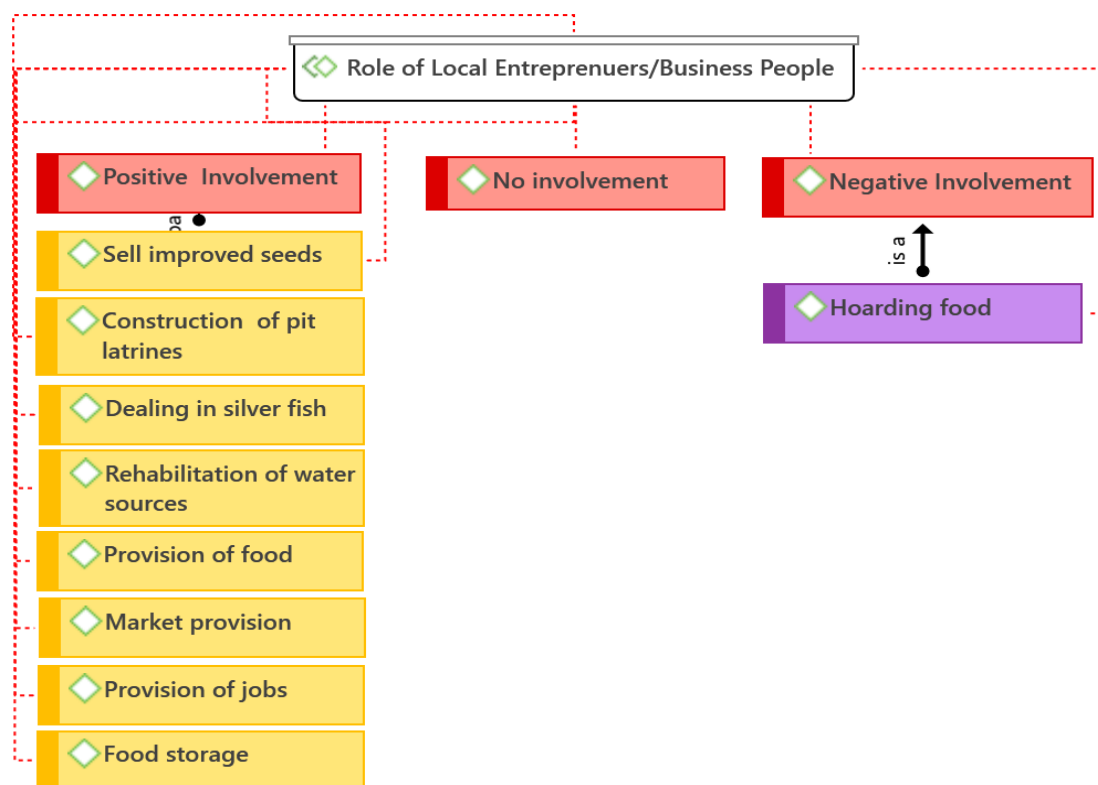 Role of Local Entreprenuers/Business People
Positive Involvement
No involvement
Negative Involvement
is a
Sell improved seeds
Hoarding food
Construction of pit
latrines
Dealing in silver fish
Rehabilitation of water
sources
Provision of food
Market provision
Provision of jobs
Food storage